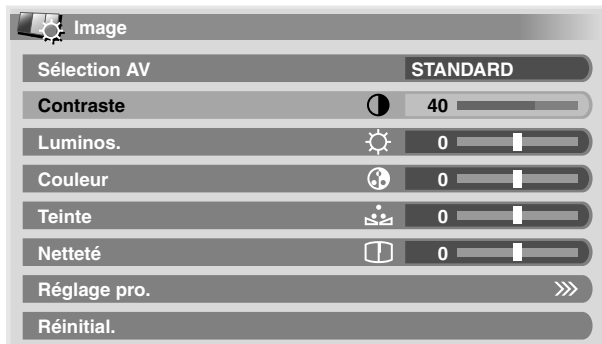 Image
Sélection AV STANDARD
Contraste 40
Luminos. 0
Couleur 0
Teinte 0
Netteté 0
Réglage pro.
Réinitial.